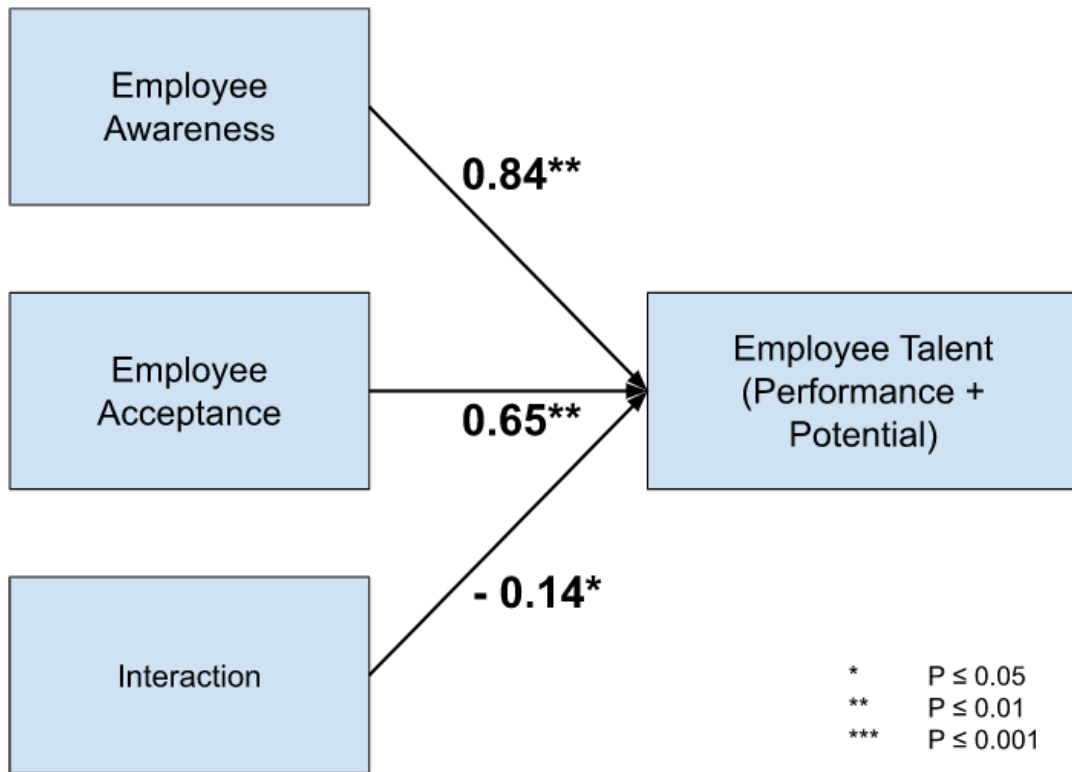 Employee
Awareness
0.84**
Employee
Acceptance
0.65**
Employee Talent
(Performance +
Potential)
- 0.14*
Interaction
* P ≤ 0.05
** P ≤ 0.01
*** P ≤ 0.001